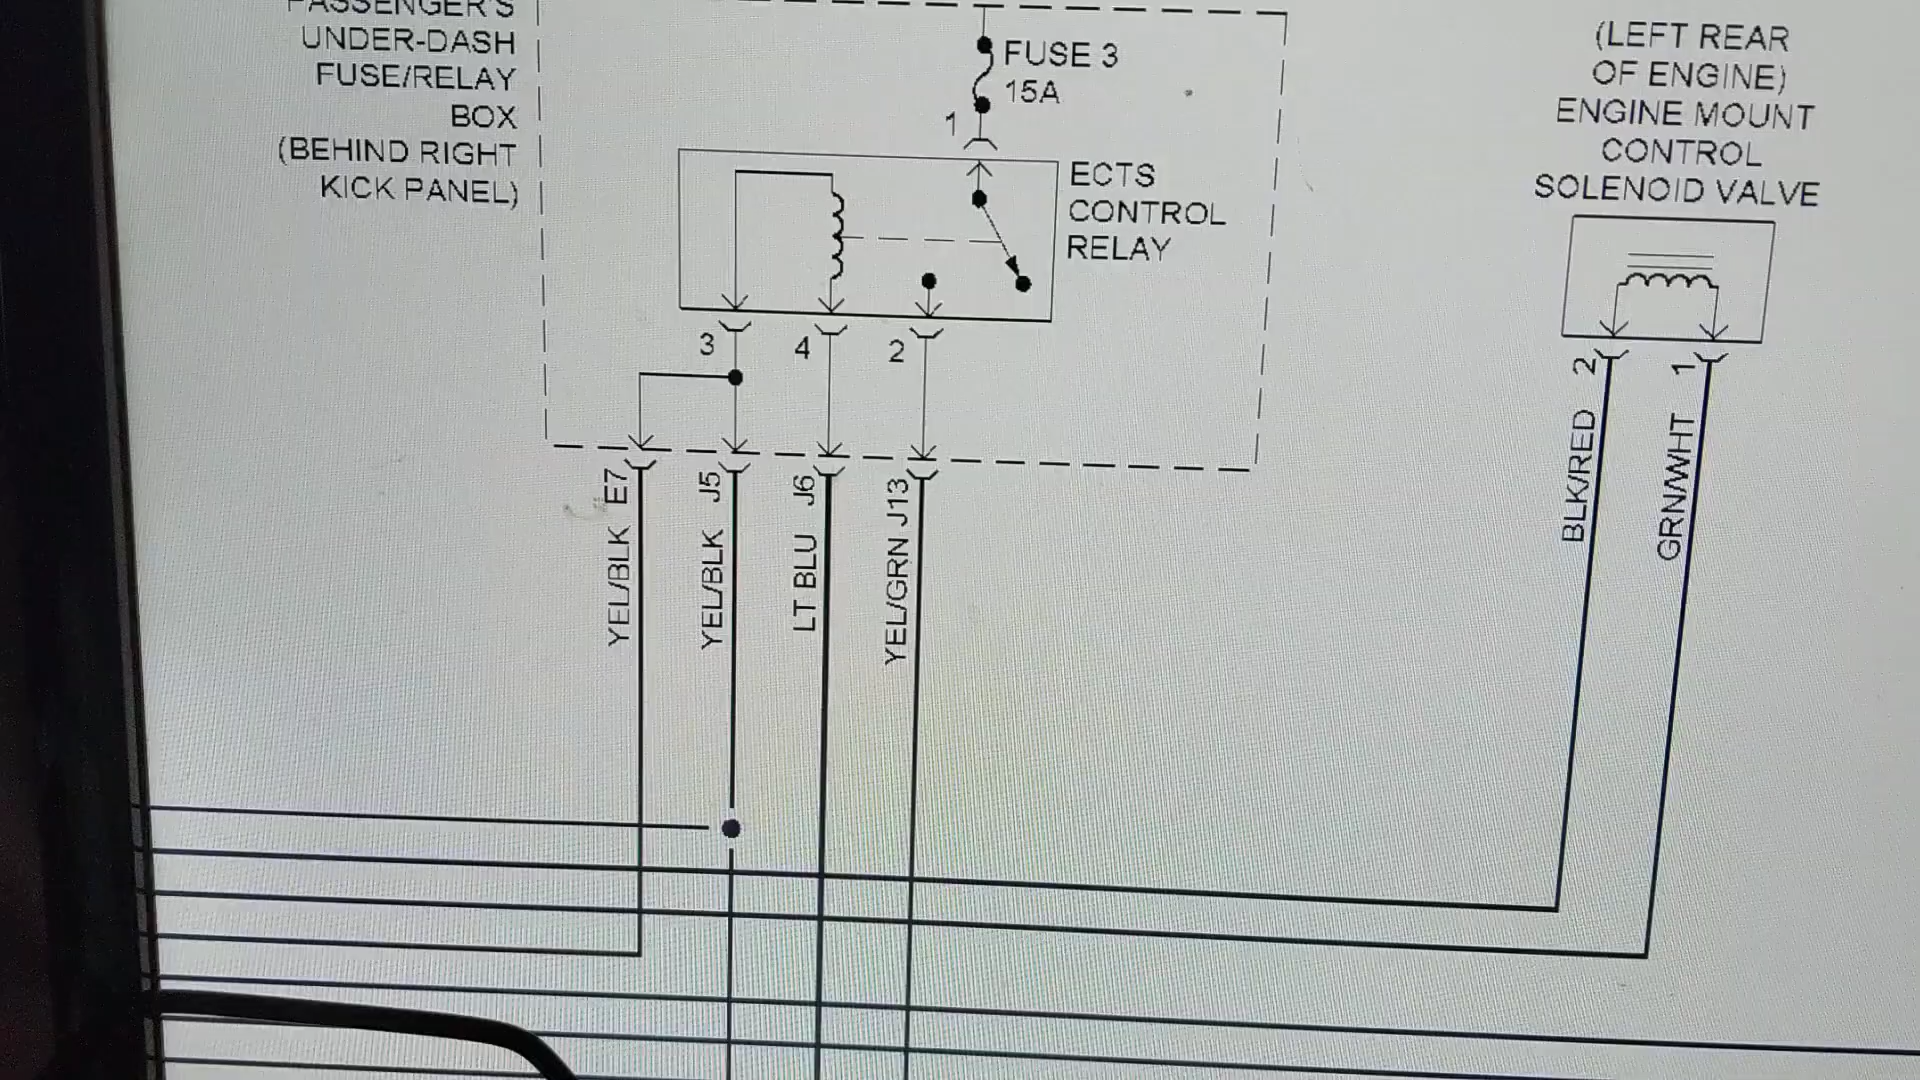 PASSENGER'S
UNDER-DASH
FUSE/RELAY
BOX
(BEHIND RIGHT
KICK PANEL)
FUSE 3
15A
1
ECTS
CONTROL
RELAY
3
4
2
YEL/BLK E7
YEL/BLK J5
LT BLU J6
YEL/GRN J13
(LEFT REAR
OF ENGINE)
ENGINE MOUNT
CONTROL
SOLENOID VALVE
2
1
BLK/RED
GRN/WHT